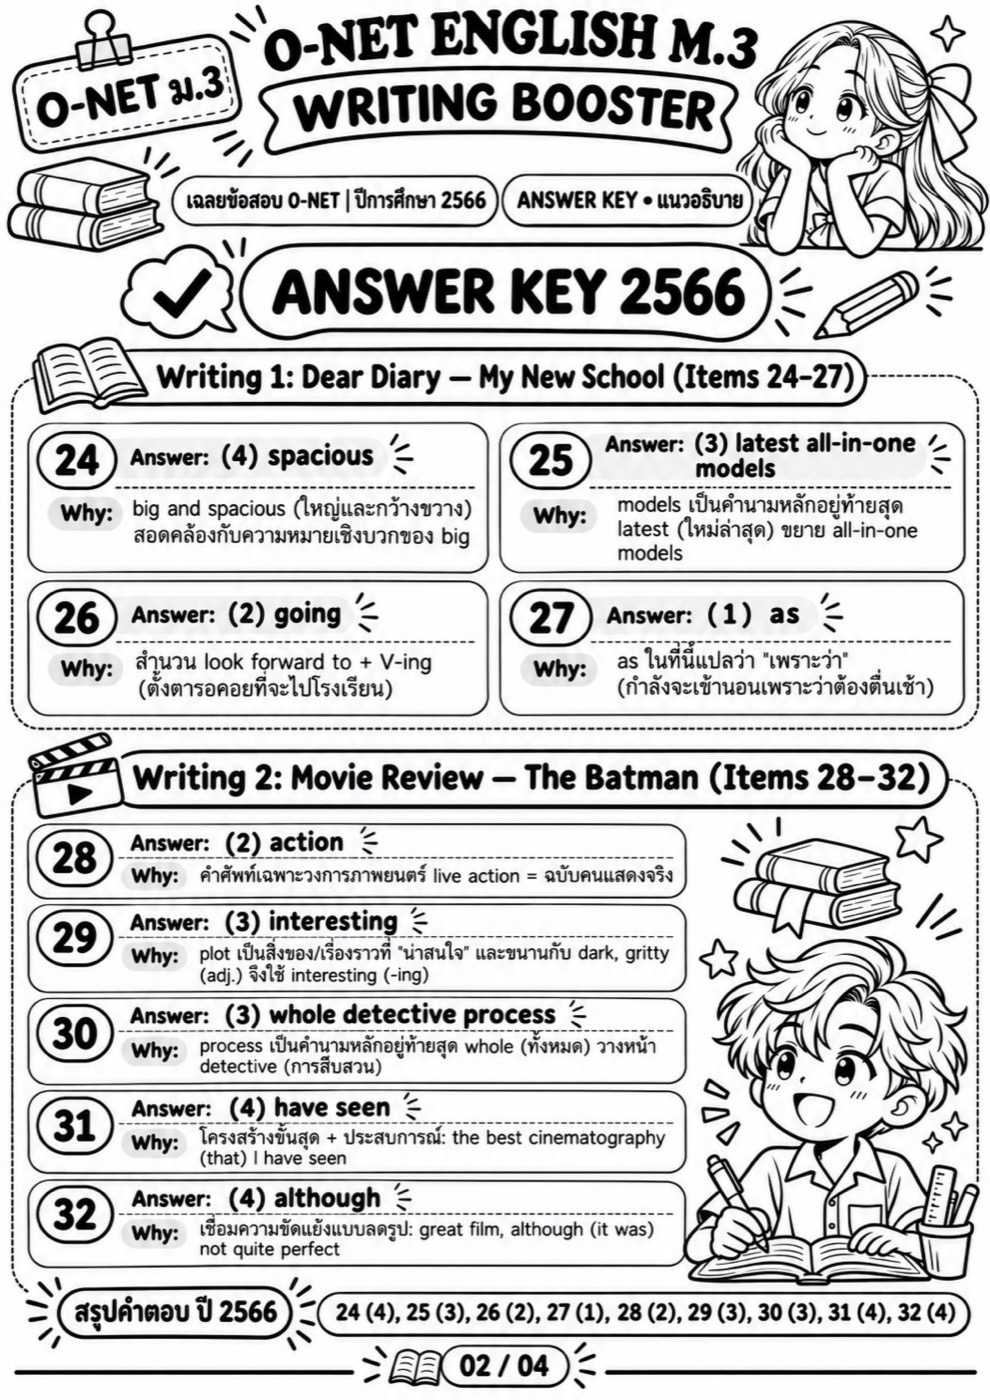 O-NET ม.3
O-NET ENGLISH M.3
WRITING BOOSTER
เฉลยข้อสอบ O-NET | ปีการศึกษา 2566
ANSWER KEY • แนวอธิบาย
ANSWER KEY 2566
Writing 1: Dear Diary – My New School (Items 24–27)
24
Answer: (4) spacious
Why: big and spacious (ใหญ่และกว้างขวาง)
สอดคล้องกับความหมายเชิงบวกของ big
25
Answer: (3) latest all-in-one
models
Why: models เป็นคำนามหลักอยู่ท้ายสุด
latest (ใหม่ล่าสุด) ขยาย all-in-one
models
26
Answer: (2) going
Why: สำนวน look forward to + V-ing
(ตั้งตารอคอยที่จะไปโรงเรียน)
27
Answer: (1) as
Why: as ในที่นี้แปลว่า "เพราะว่า"
(กำลังจะเข้านอนเพราะว่าต้องตื่นเช้า)
Writing 2: Movie Review – The Batman (Items 28–32)
28
Answer: (2) action
Why: คำศัพท์เฉพาะวงการภาพยนตร์ live action = ฉบับคนแสดงจริง
29
Answer: (3) interesting
Why: plot เป็นสิ่งของ/เรื่องราวที่ "น่าสนใจ" และขนานกับ dark, gritty
(adj.) จึงใช้ interesting (-ing)
30
Answer: (3) whole detective process
Why: process เป็นคำนามหลักอยู่ท้ายสุด whole (ทั้งหมด) วางหน้า
detective (การสืบสวน)
31
Answer: (4) have seen
Why: โครงสร้างขั้นสุด + ประสบการณ์: the best cinematography
(that) I have seen
32
Answer: (4) although
Why: เชื่อมความขัดแย้งแบบลดรูป: great film, although (it was)
not quite perfect
สรุปคำตอบ ปี 2566
24 (4), 25 (3), 26 (2), 27 (1), 28 (2), 29 (3), 30 (3), 31 (4), 32 (4)
02 / 04